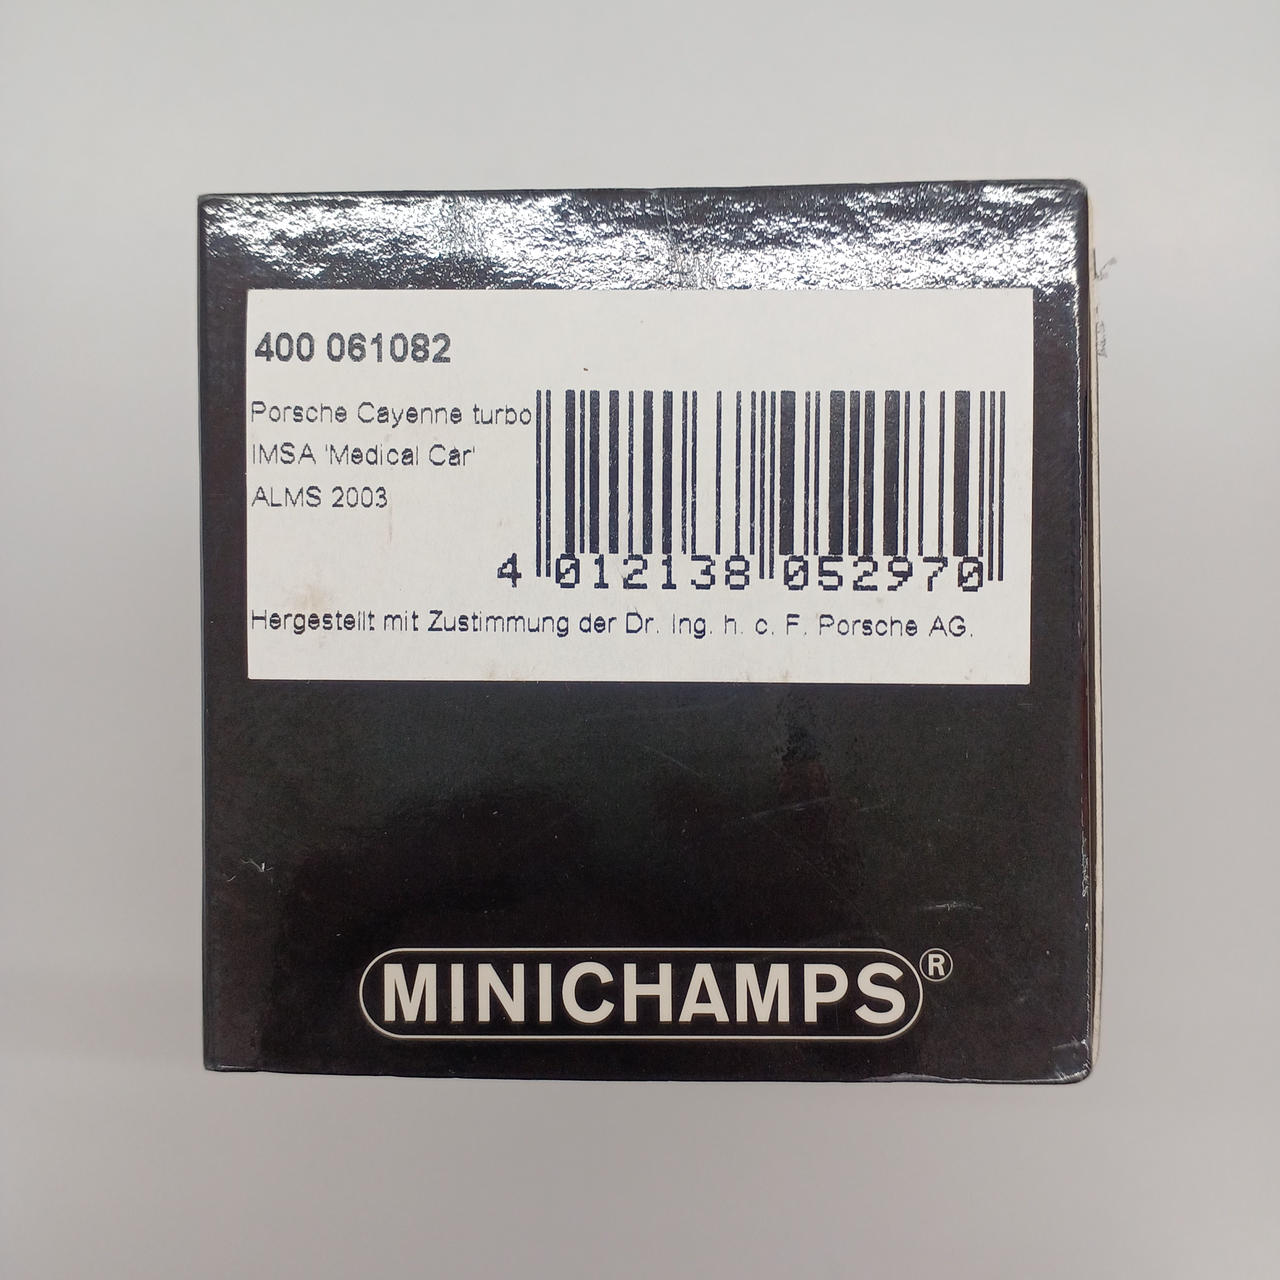 400 061082
Porsche Cayenne turbo
IMSA 'Medical Car'
ALMS 2003
4 012138 052970
Hergestellt mit Zustimmung der Dr. Ing. h. c. F. Porsche AG.
MINICHAMPS®